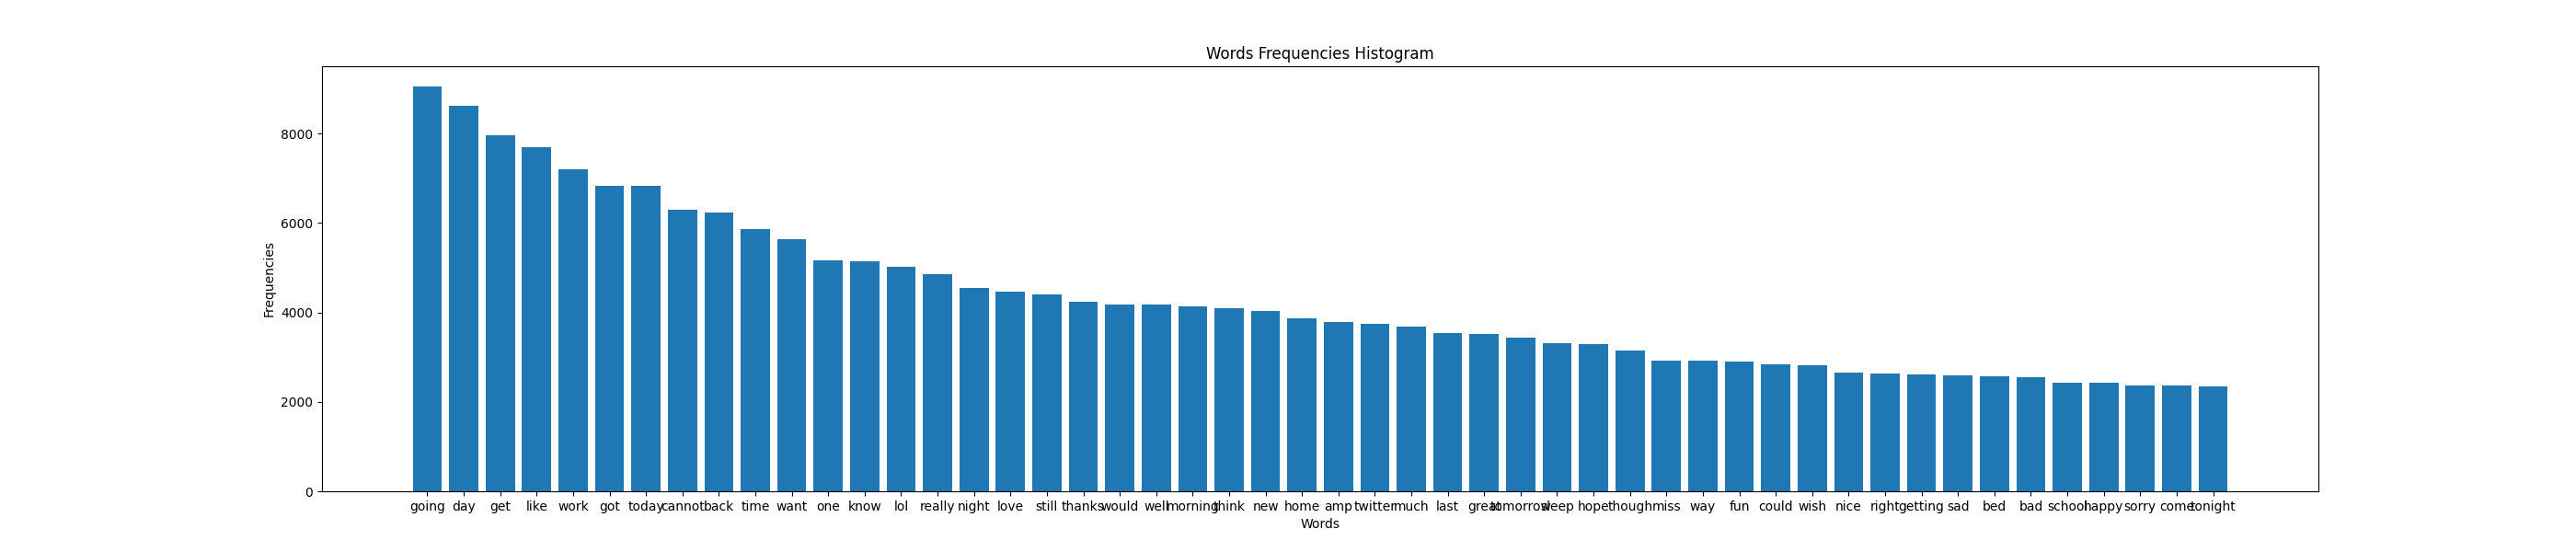 Words Frequencies Histogram
8000
6000
4000
2000
0
Frequencies
going day get like work got today cannot back time want one know lol really night love still thanks would well morning think new home amp twitter much last great tomorrow sleep hope though miss way fun could wish nice right getting sad bed bad school happy sorry come tonight
Words